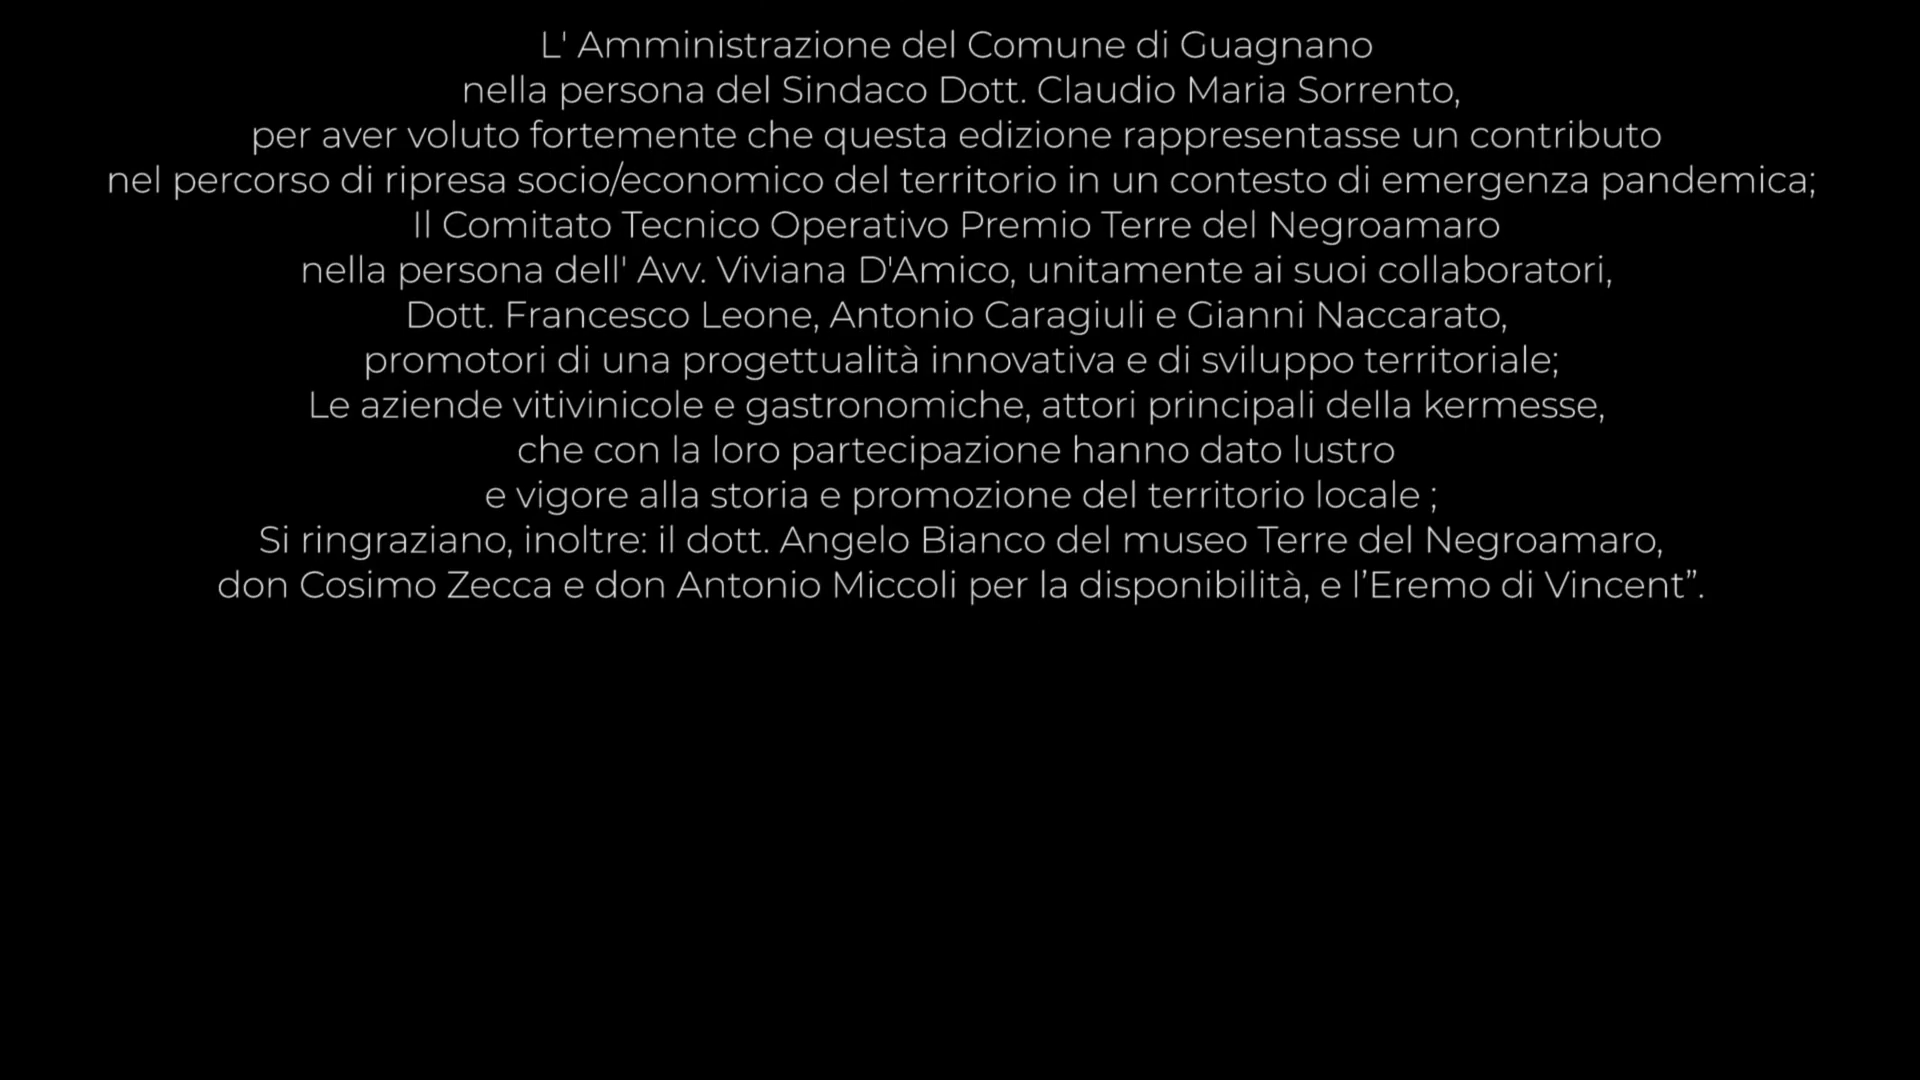 L' Amministrazione del Comune di Guagnano
nella persona del Sindaco Dott. Claudio Maria Sorrento,
per aver voluto fortemente che questa edizione rappresentasse un contributo
nel percorso di ripresa socio/economico del territorio in un contesto di emergenza pandemica;
Il Comitato Tecnico Operativo Premio Terre del Negroamaro
nella persona dell' Avv. Viviana D'Amico, unitamente ai suoi collaboratori,
Dott. Francesco Leone, Antonio Caragiuli e Gianni Naccarato,
promotori di una progettualità innovativa e di sviluppo territoriale;
Le aziende vitivinicole e gastronomiche, attori principali della kermesse,
che con la loro partecipazione hanno dato lustro
e vigore alla storia e promozione del territorio locale ;
Si ringraziano, inoltre: il dott. Angelo Bianco del museo Terre del Negroamaro,
don Cosimo Zecca e don Antonio Miccoli per la disponibilità, e l’Eremo di Vincent”.